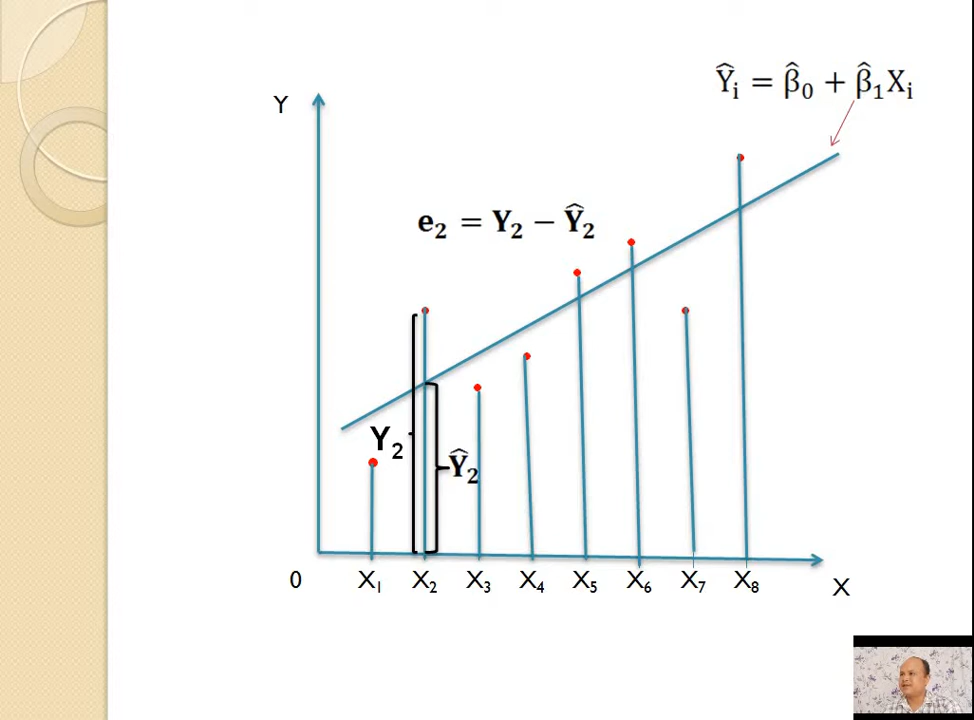 Ŷᵢ = β̂₀ + β̂₁Xᵢ
Y
e₂ = Y₂ − Ŷ₂
Y₂
Ŷ₂
0 X₁ X₂ X₃ X₄ X₅ X₆ X₇ X₈ X